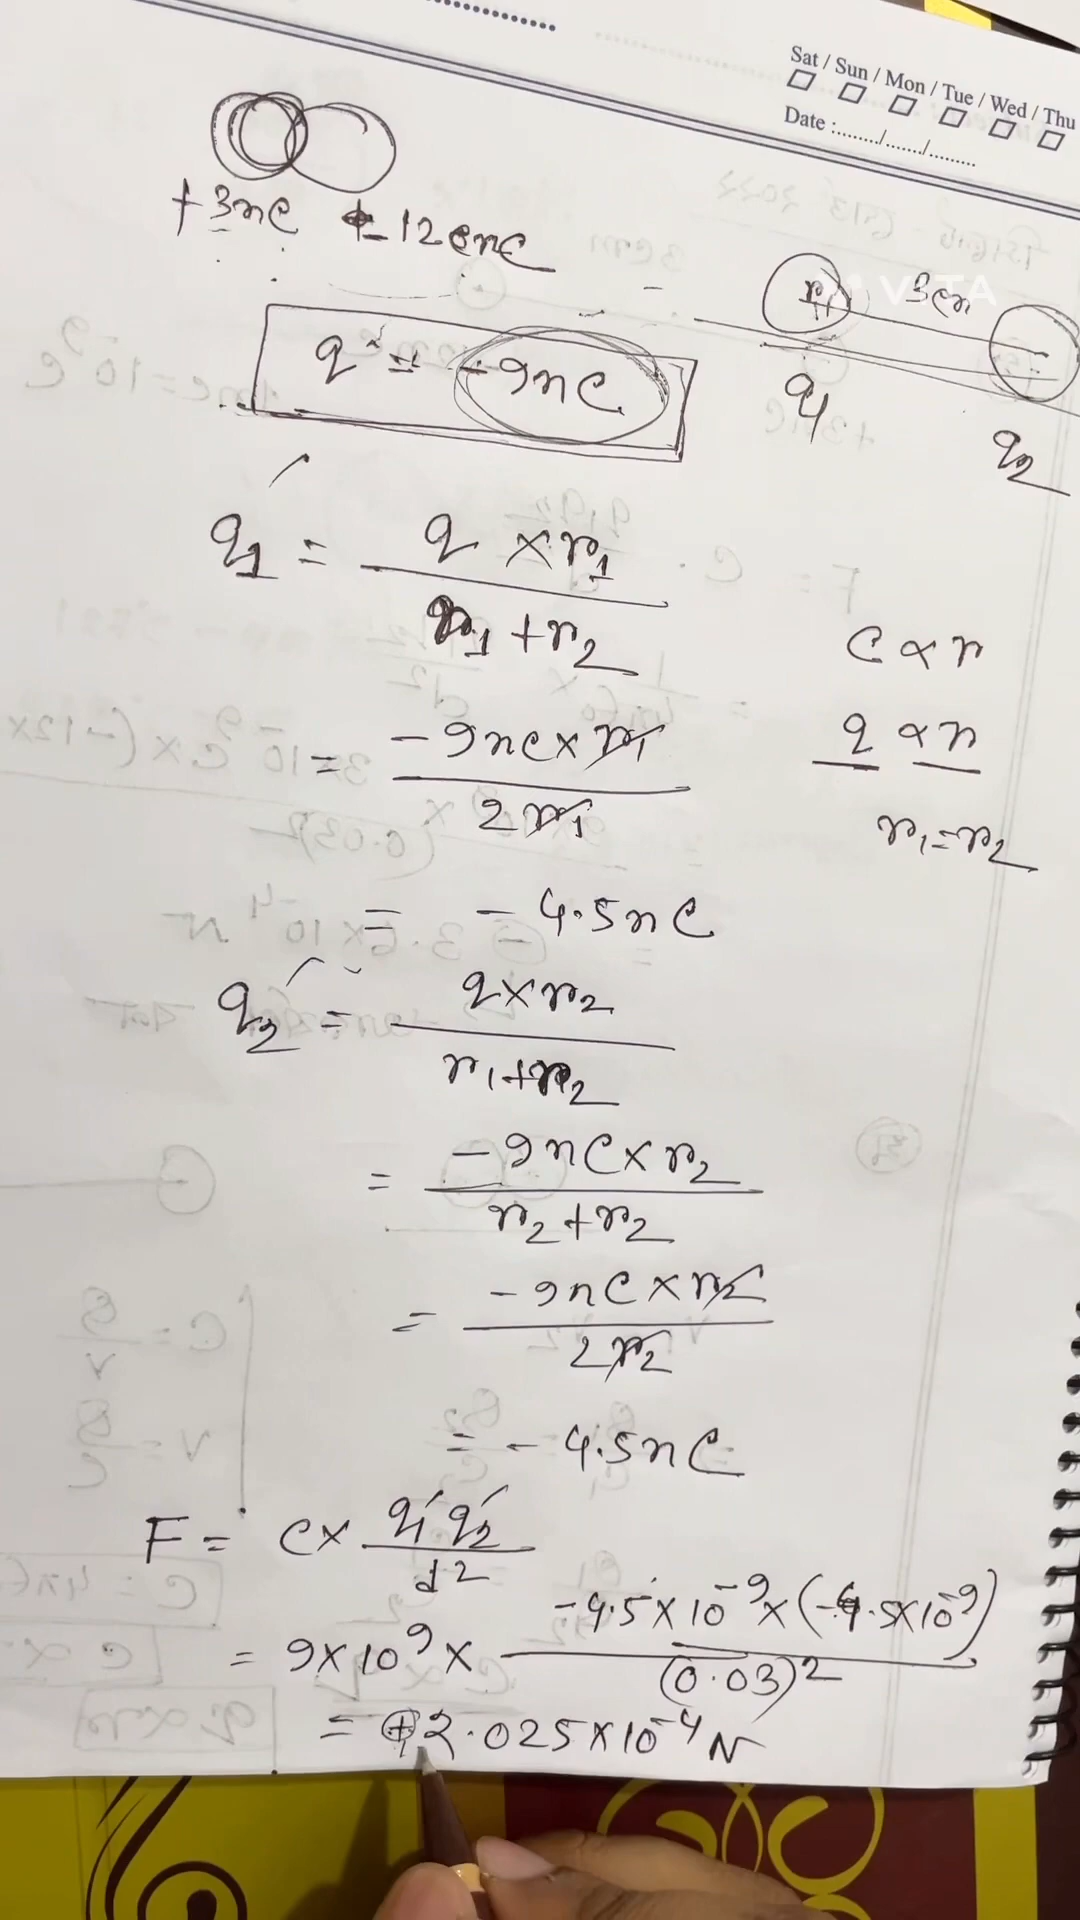 Sat / Sun / Mon / Tue / Wed / Thu
Date :......../......./.........
+3nC -12nC
VITA
r₁ 3cm
q = -9nC
q₁ q₂
q₁′ = q × r₁ / r₁ + r₂
C ∝ r
= -9nC × r₁ / 2r₁
q ∝ r
r₁ = r₂
= -4.5nC
q₂′ = q × r₂ / r₁ + r₂
= -9nC × r₂ / r₂ + r₂
= -9nC × r₂ / 2r₂
= -4.5nC
F = C × q₁′ q₂′ / d²
= 9×10⁹ × -4.5×10⁻⁹ × (-4.5×10⁻⁹) / (0.03)²
= +2.025×10⁻⁴ N